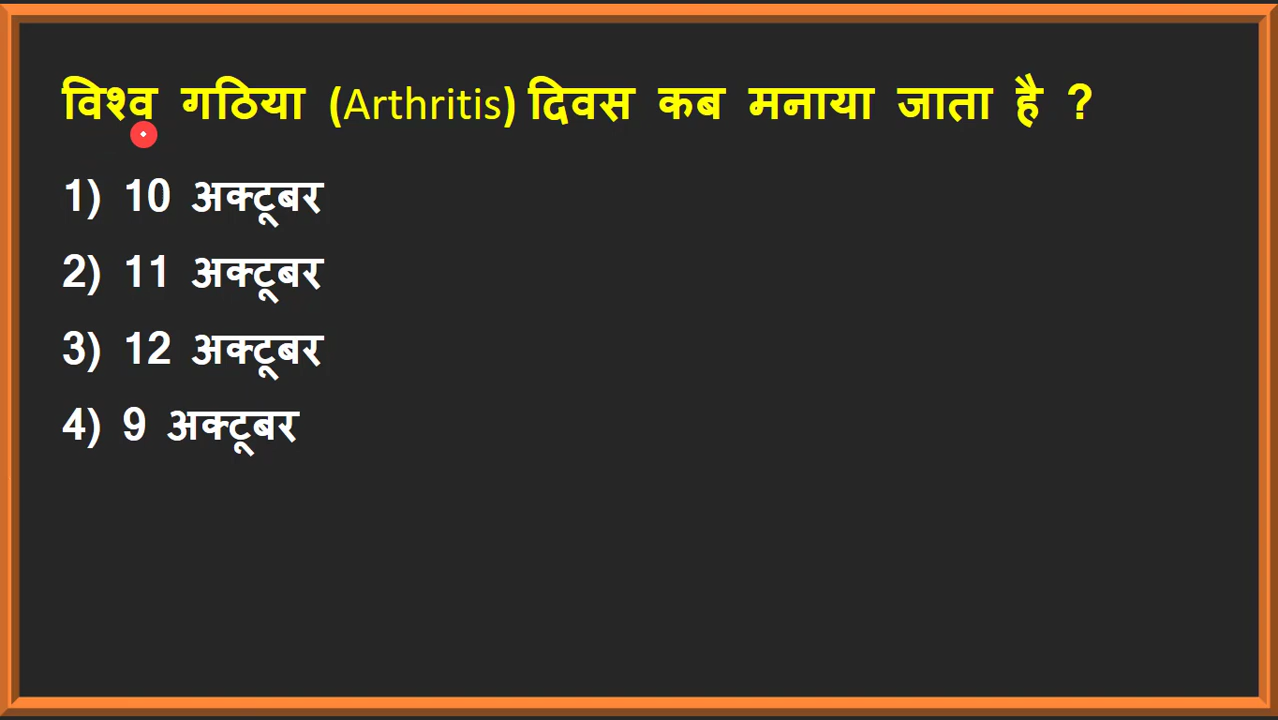 विश्व गठिया (Arthritis) दिवस कब मनाया जाता है ?
1) 10 अक्टूबर
2) 11 अक्टूबर
3) 12 अक्टूबर
4) 9 अक्टूबर